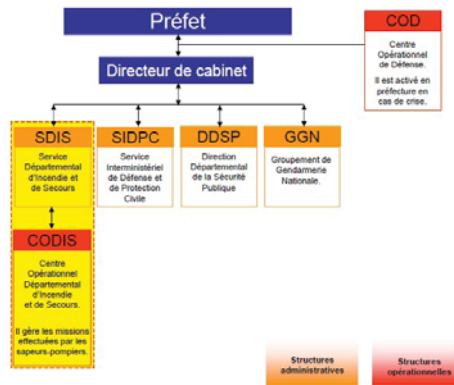 Préfet
COD
Centre
Opérationnel
de Défense.
Il est activé en
préfecture en
cas de crise.
Directeur de cabinet
SDIS
Service
Départemental
d'Incendie et
de Secours
SIDPC
Service
Interministériel
de Défense et
de Protection
Civile
DDSP
Direction
Départemental
de la Sécurité
Publique
GGN
Groupement de
Gendarmerie
Nationale.
CODIS
Centre
Opérationnel
Départemental
d'Incendie
et de Secours.
Il gère les missions
effectuées par les
sapeurs-pompiers.
Structures
administratives
Structures
opérationnelles